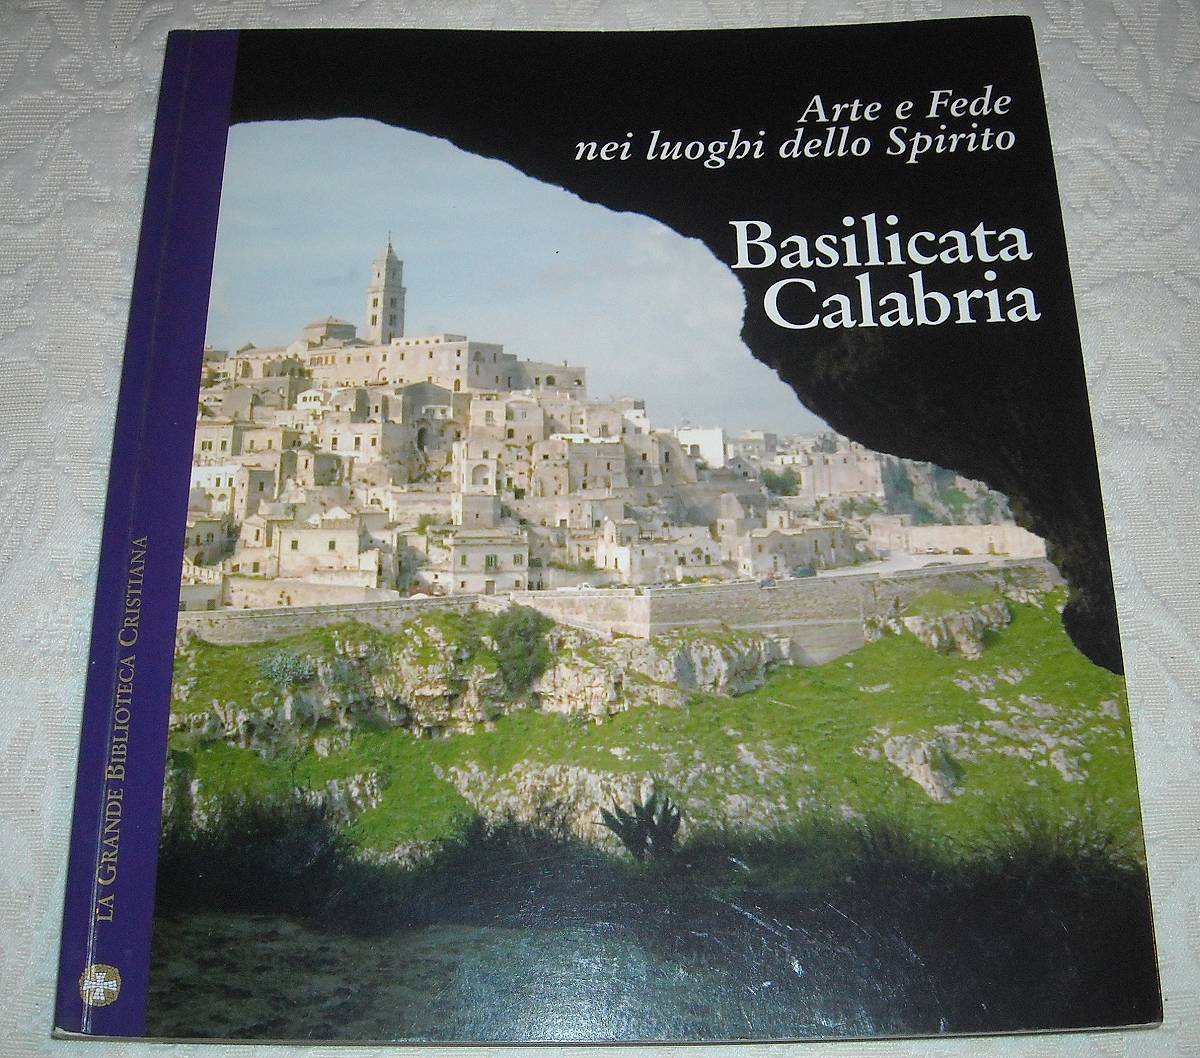 Arte e Fede
nei luoghi dello Spirito
Basilicata
Calabria
LA GRANDE BIBLIOTECA CRISTIANA